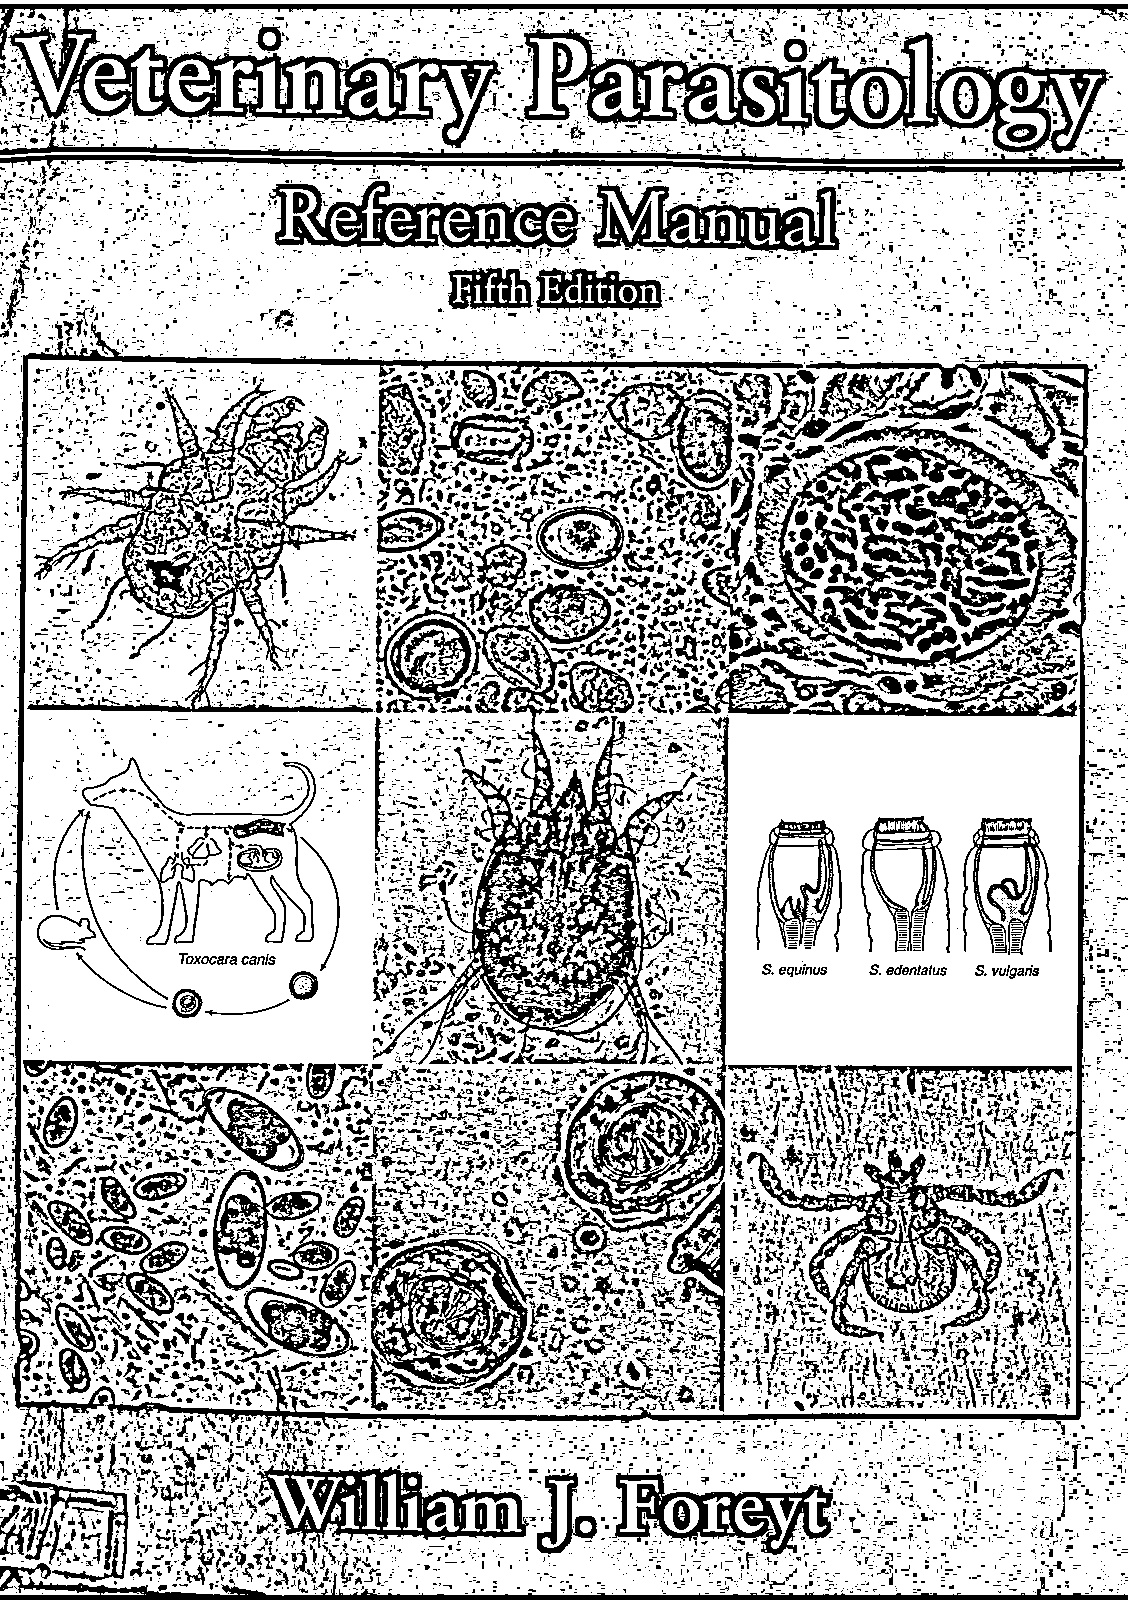 Veterinary Parasitology
Reference Manual
Fifth Edition
Toxocara canis
S. equinus S. edentatus S. vulgaris
William J. Foreyt